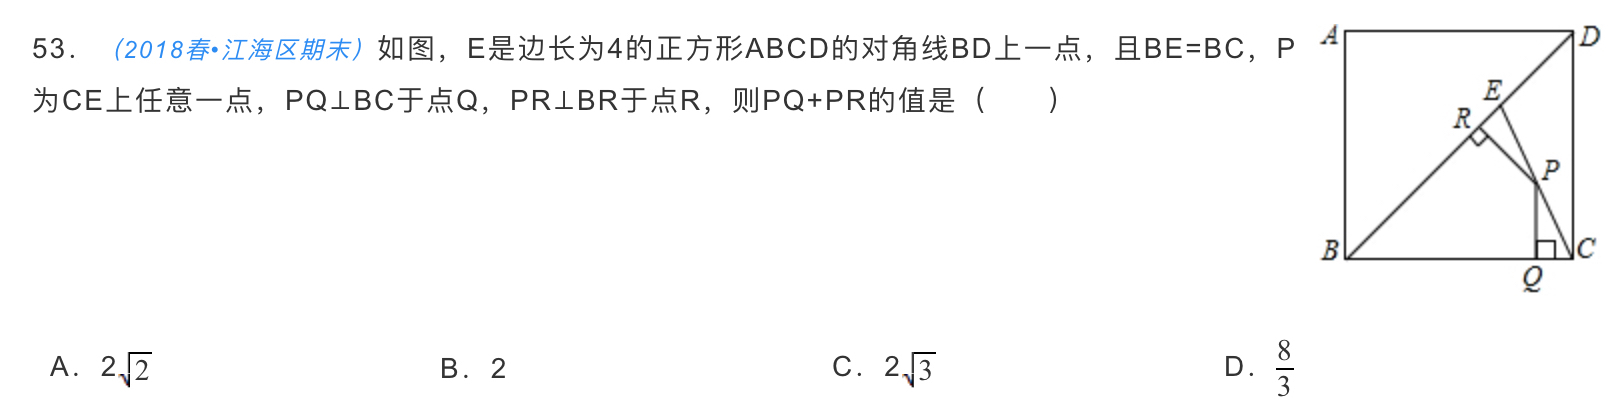 53. （2018春•江海区期末）如图，E是边长为4的正方形ABCD的对角线BD上一点，且BE=BC，P
为CE上任意一点，PQ⊥BC于点Q，PR⊥BR于点R，则PQ+PR的值是（　　）
A
D
E
R
P
B
C
Q
A．2√2
B．2
C．2√3
D．8/3